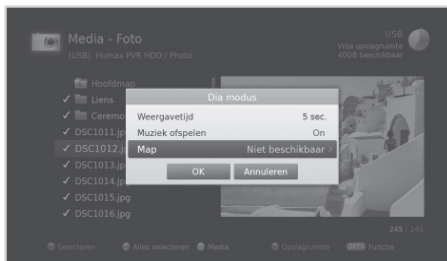 Media - Foto
[USB] Humax PVR HDD / Photo
USB
Vrije opslagruimte
40GB beschikbaar
Hoofdmap
Liens
Ceremo
DSC1011.jp
DSC1012.j
DSC1013.jp
DSC1014.jp
DSC1015.jpg
DSC1016.jpg
Dia modus
Weergavetijd 5 sec.
Muziek ofspelen On
Map Niet beschikbaar
OK Annuleren
245 / 245
Selecteren Alles selecteren Media Opslagruimte OPT+ Functie